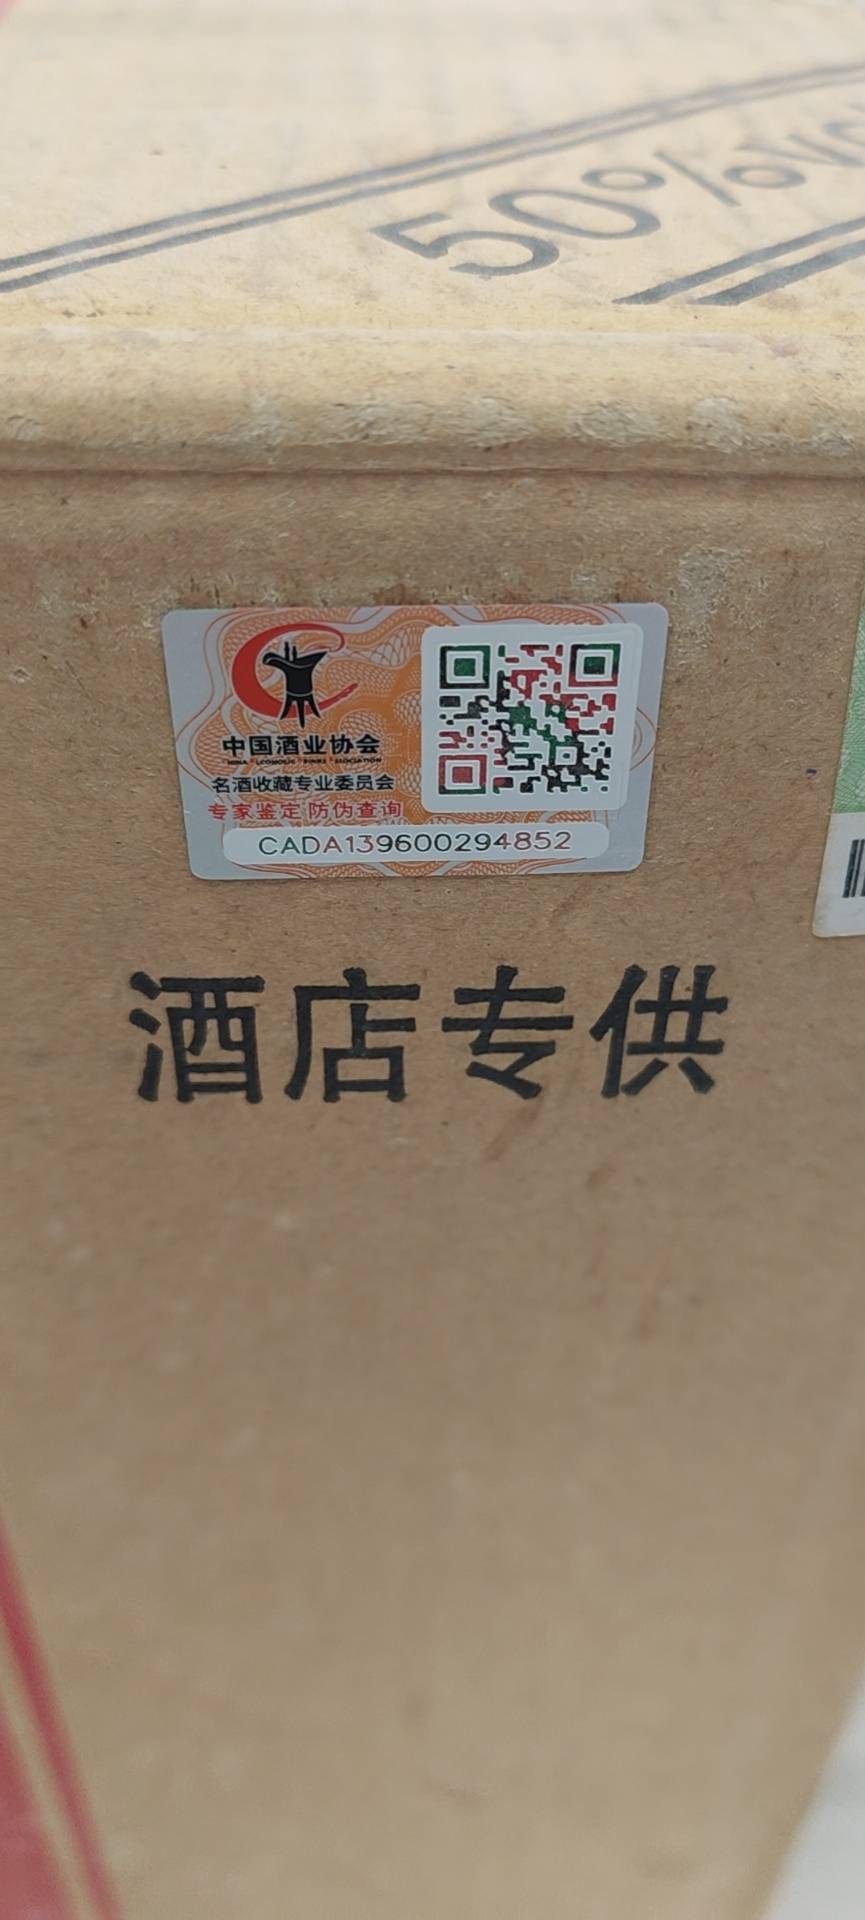 50%vol
中国酒业协会
名酒收藏专业委员会
专家鉴定 防伪查询
CADA139600294852
酒店专供